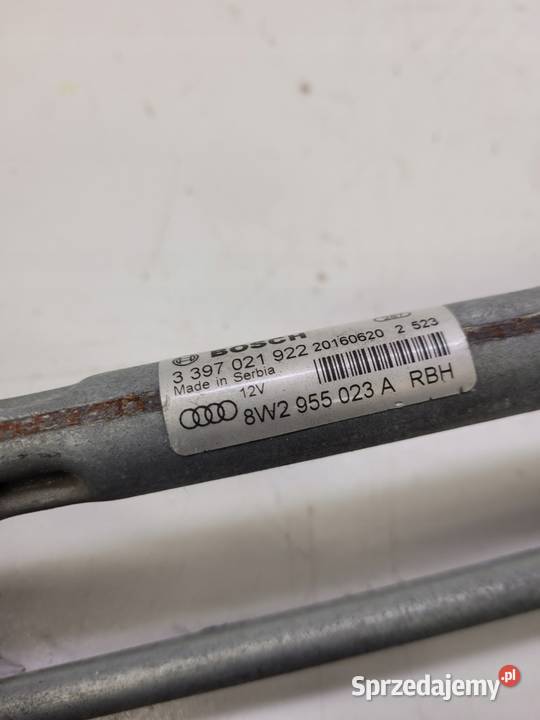 BOSCH
3 397 021 922 20160620 2 523
Made in Serbia
12V
8W2 955 023 A RBH
Sprzedajemy.pl